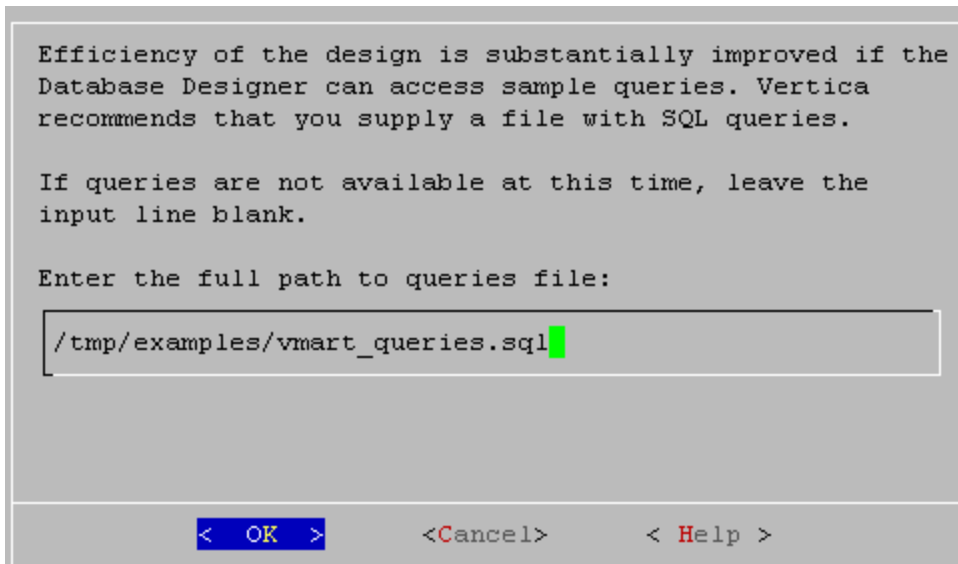 Efficiency of the design is substantially improved if the
Database Designer can access sample queries. Vertica
recommends that you supply a file with SQL queries.
If queries are not available at this time, leave the
input line blank.
Enter the full path to queries file:
/tmp/examples/vmart_queries.sql
< OK > <Cancel> < Help >